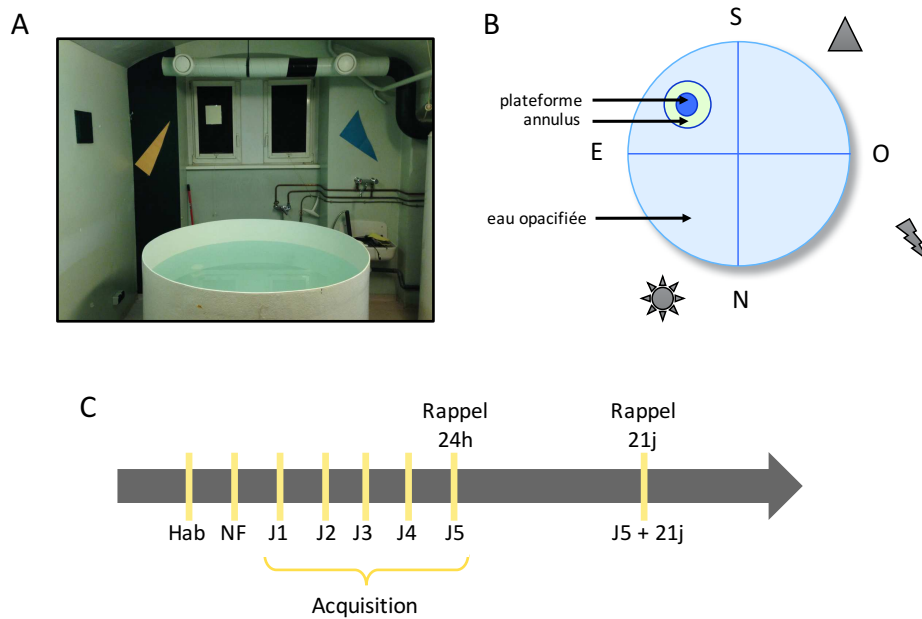 A
B
S
plateforme
annulus
E
O
eau opacifiée
N
C
Rappel
24h
Rappel
21j
Hab NF J1 J2 J3 J4 J5 J5 + 21j
Acquisition